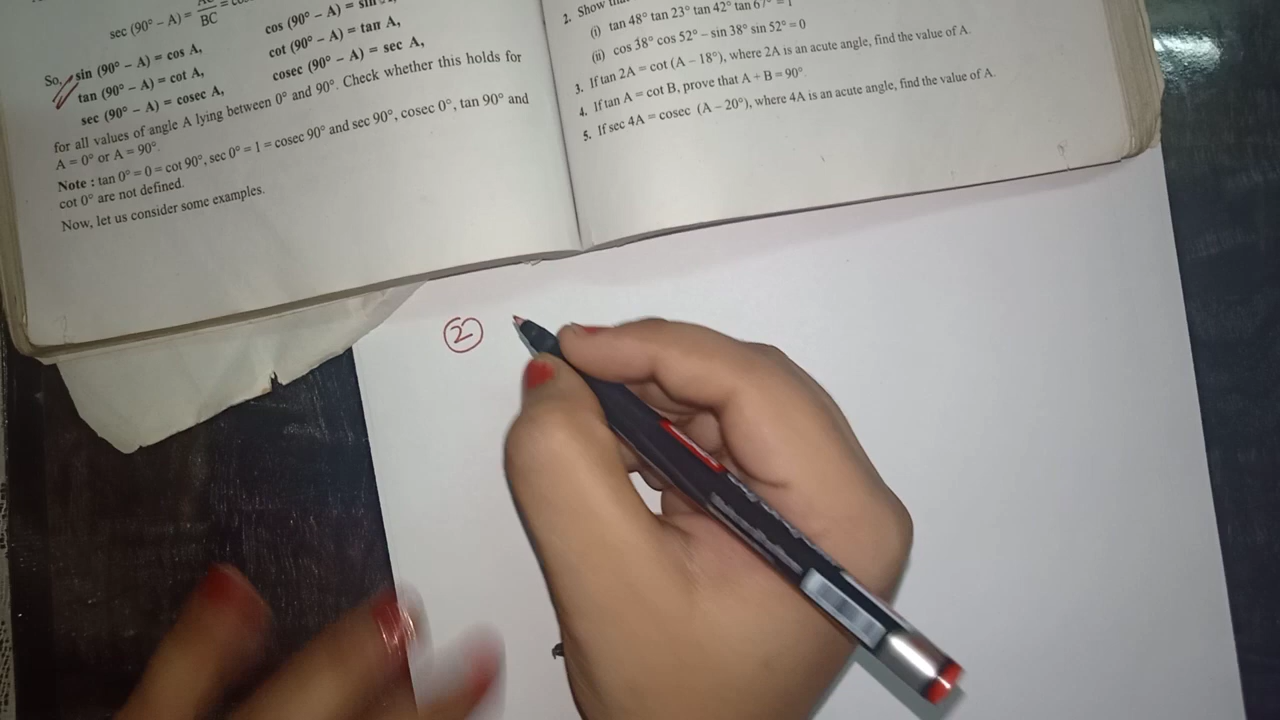 sec (90° – A) =
BC
So, sin (90° – A) = cos A,
cos (90° – A) =
tan (90° – A) = cot A,
cot (90° – A) = tan A,
sec (90° – A) = cosec A,
cosec (90° – A) = sec A,
for all values of angle A lying between 0° and 90°. Check whether this holds for
A = 0° or A = 90°.
Note : tan 0° = 0 = cot 90°, sec 0° = 1 = cosec 90° and sec 90°, cosec 0°, tan 90° and
cot 0° are not defined.
Now, let us consider some examples.
2. Show
(i) tan 48° tan 23° tan 42° tan 67° = 1
(ii) cos 38° cos 52° – sin 38° sin 52° = 0
3. If tan 2A = cot (A – 18°), where 2A is an acute angle, find the value of A.
4. If tan A = cot B, prove that A + B = 90°.
5. If sec 4A = cosec (A – 20°), where 4A is an acute angle, find the value of A.
2